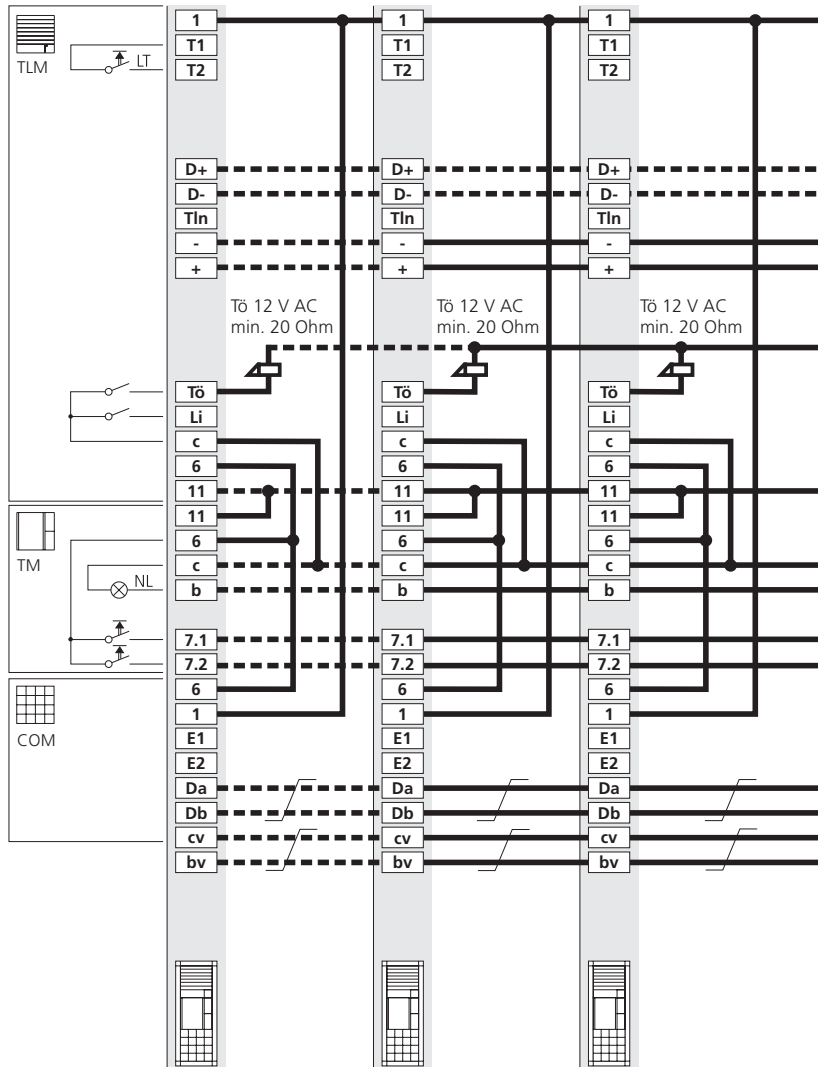 1 1 1
TLM LT T1 T1 T1
T2 T2 T2
D+ D+ D+
D- D- D-
Tln Tln Tln
- - -
+ + +
Tö 12 V AC Tö 12 V AC Tö 12 V AC
min. 20 Ohm min. 20 Ohm min. 20 Ohm
Tö Tö Tö
Li Li Li
c c c
6 6 6
11 11 11
11 11 11
TM 6 6 6
c c c
NL b b b
7.1 7.1 7.1
7.2 7.2 7.2
6 6 6
1 1 1
COM E1 E1 E1
E2 E2 E2
Da Da Da
Db Db Db
cv cv cv
bv bv bv